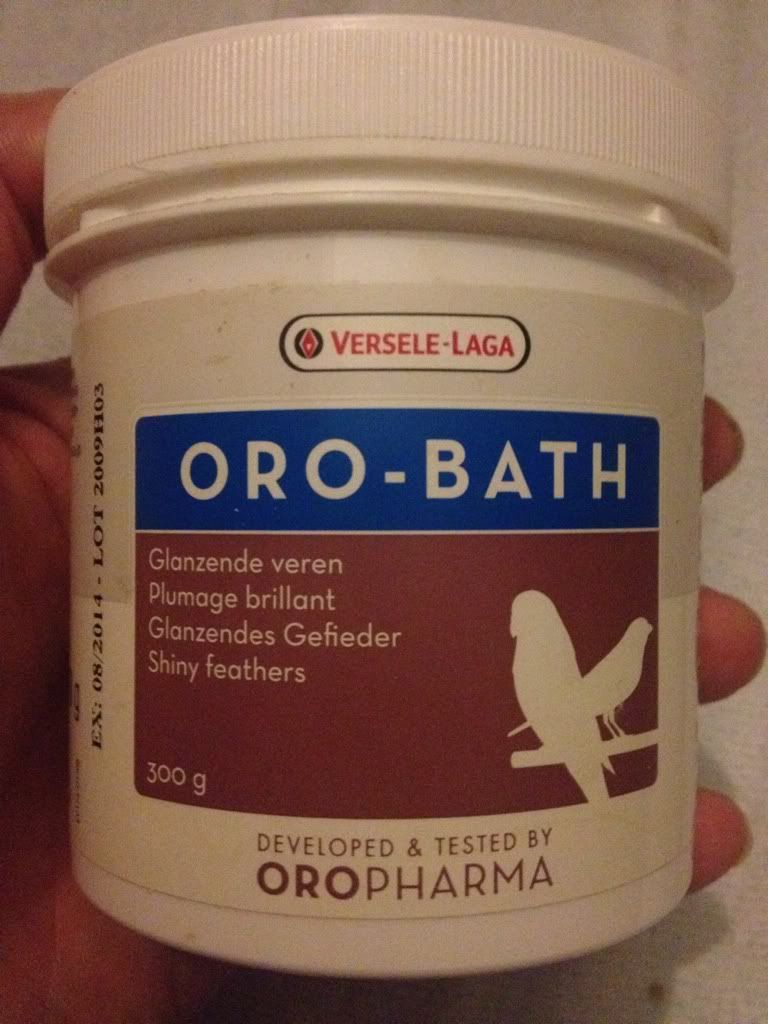 VERSELE-LAGA
ORO-BATH
Glanzende veren
Plumage brillant
Glanzendes Gefieder
Shiny feathers
300 g
DEVELOPED & TESTED BY
OROPHARMA
EX: 08/2014 - LOT 2009H03